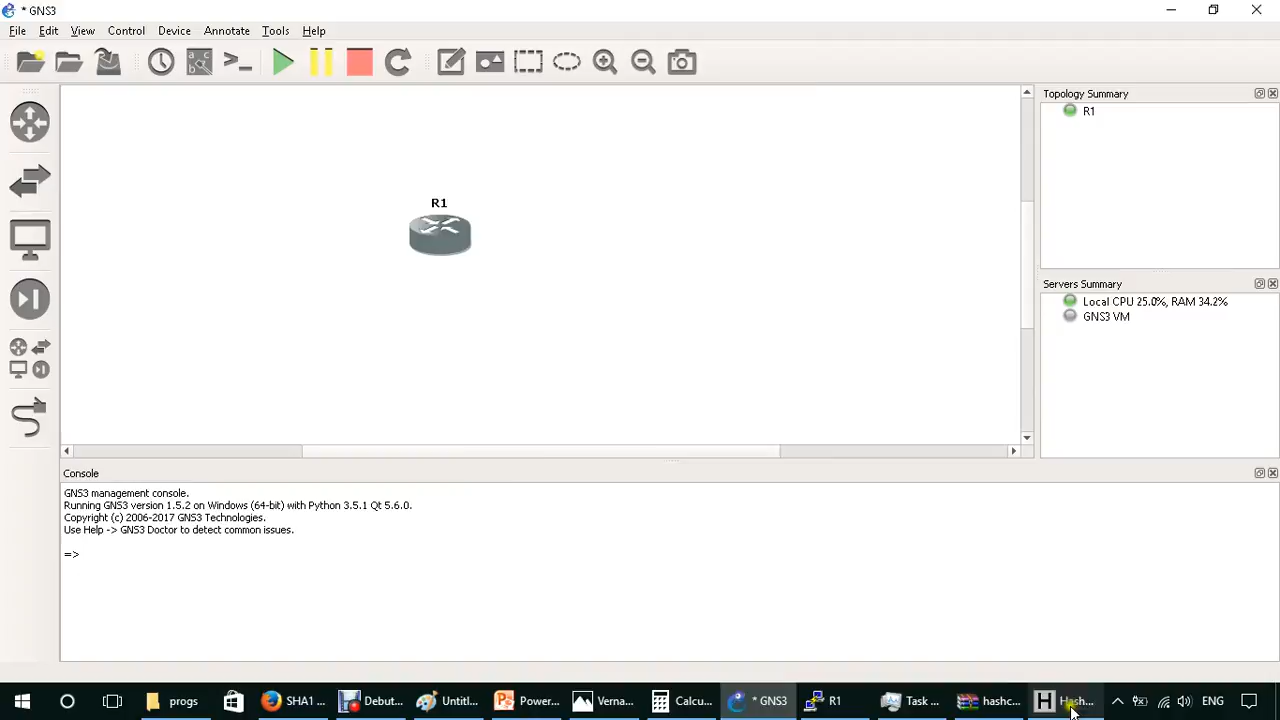 * GNS3
File Edit View Control Device Annotate Tools Help
Topology Summary
R1
R1
Servers Summary
Local CPU 25.0%, RAM 34.2%
GNS3 VM
Console
GNS3 management console.
Running GNS3 version 1.5.2 on Windows (64-bit) with Python 3.5.1 Qt 5.6.0.
Copyright (c) 2006-2017 GNS3 Technologies.
Use Help -> GNS3 Doctor to detect common issues.
=>
progs SHA1 ... Debut... Untitl... Power... Verna... Calcu... * GNS3 R1 Task ... hashc... Hash... ENG